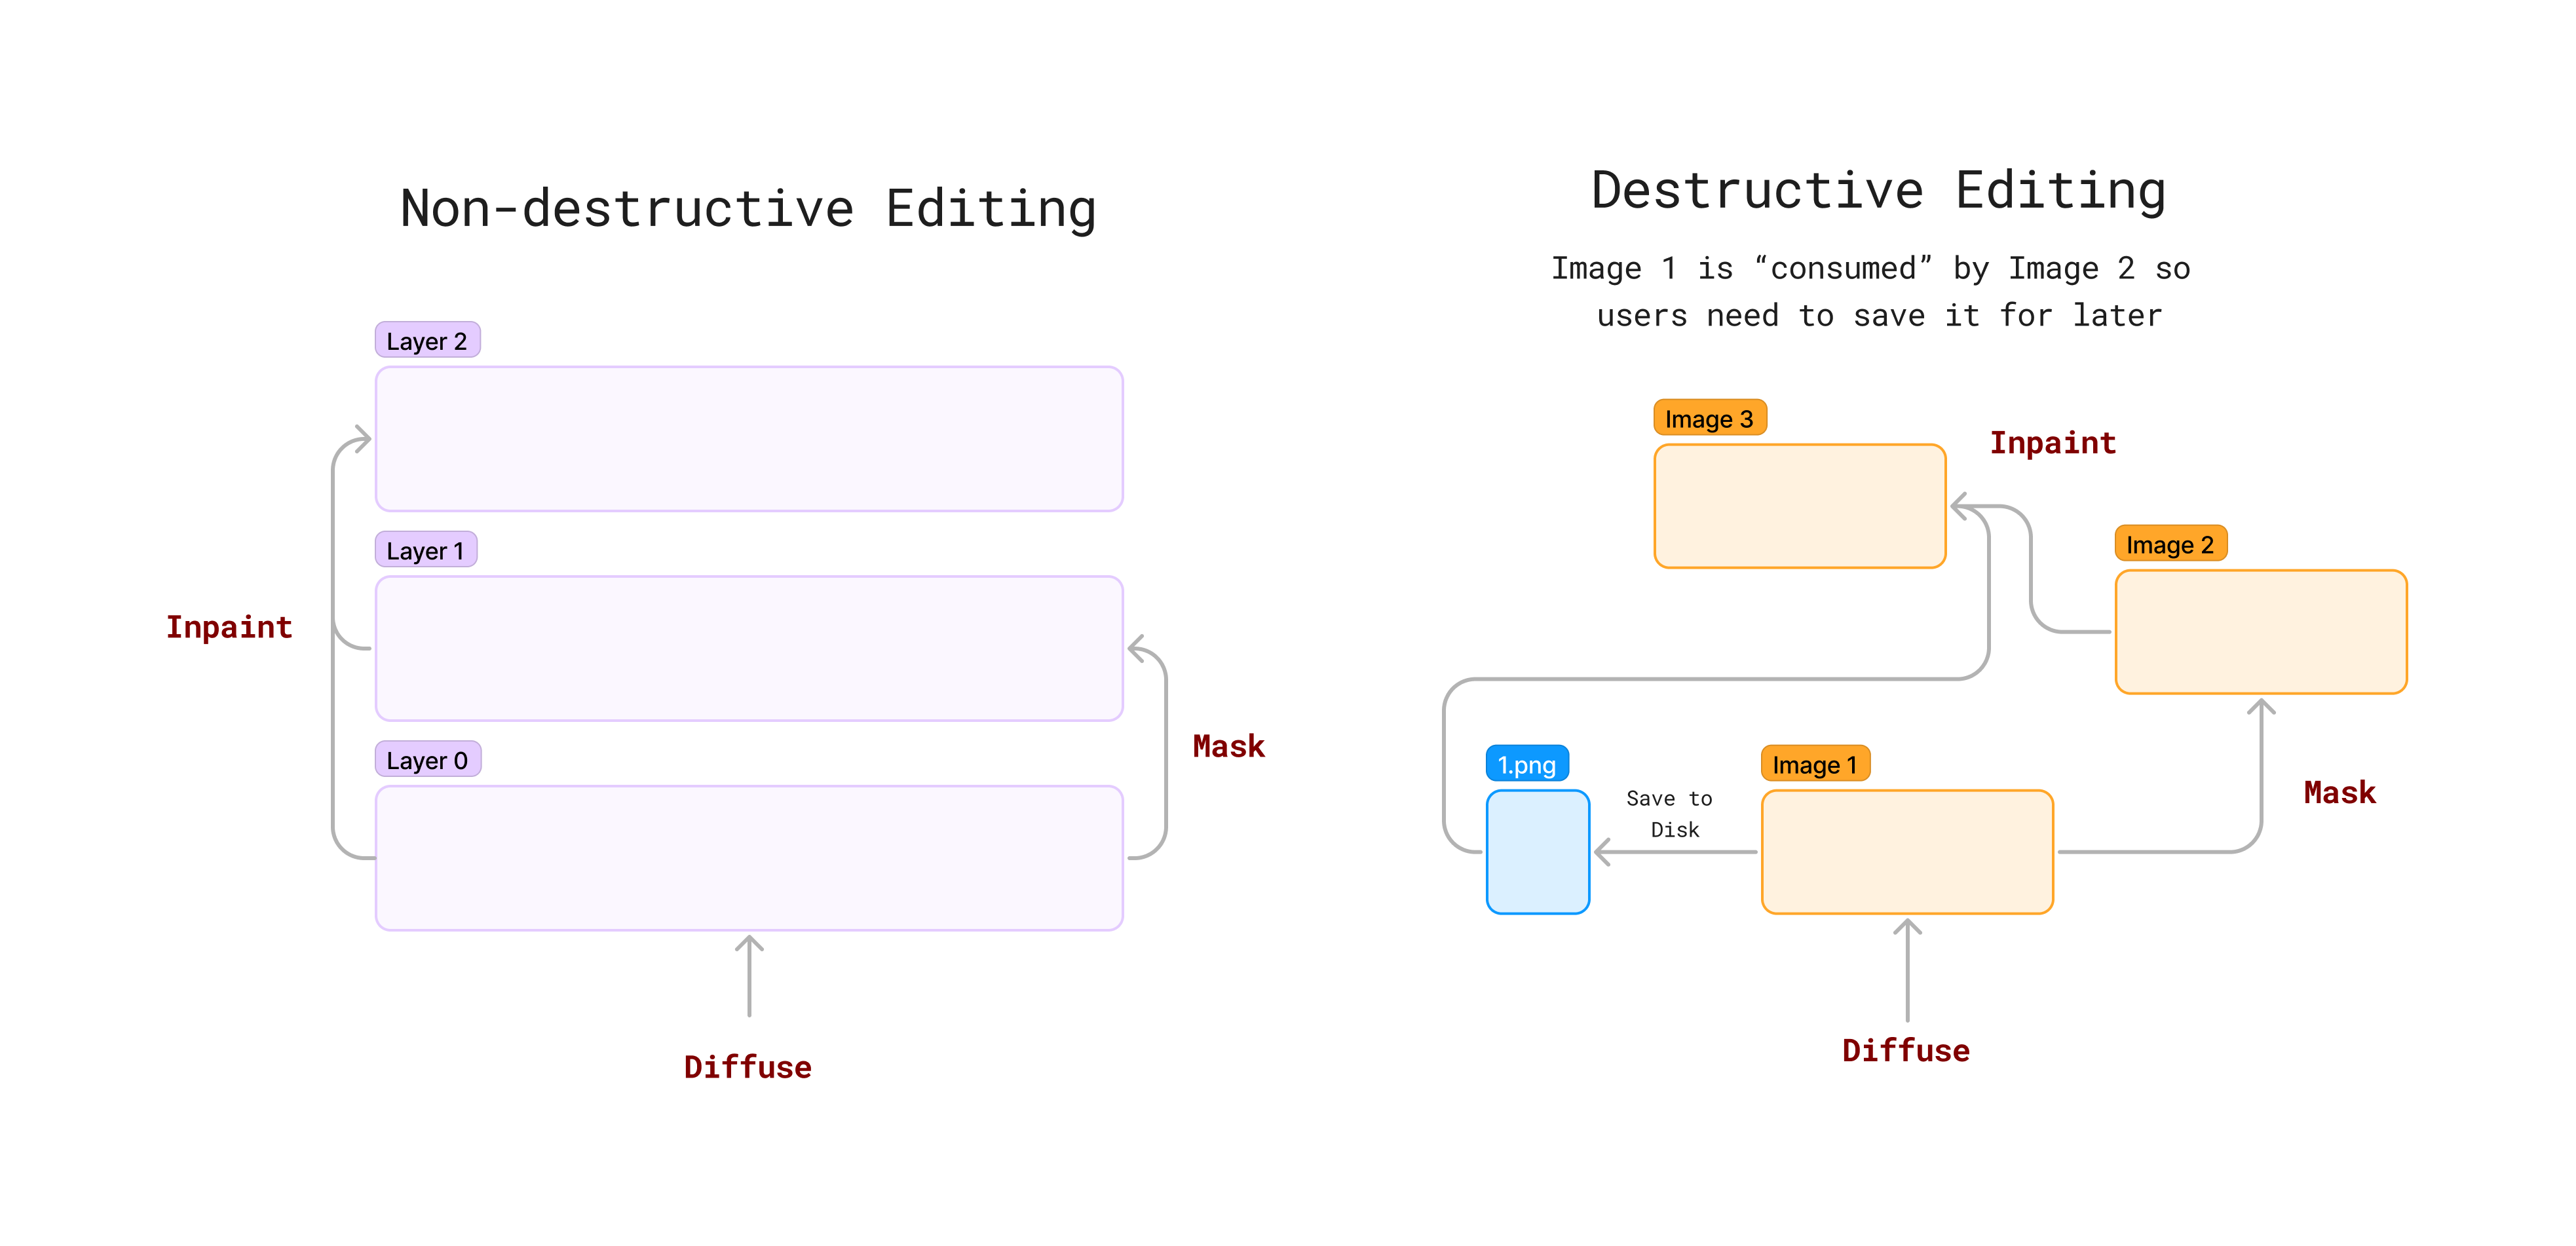 Non-destructive Editing
Layer 2
Layer 1
Inpaint
Mask
Layer 0
Diffuse
Destructive Editing
Image 1 is “consumed” by Image 2 so
users need to save it for later
Image 3
Inpaint
Image 2
1.png
Save to
Disk
Image 1
Mask
Diffuse